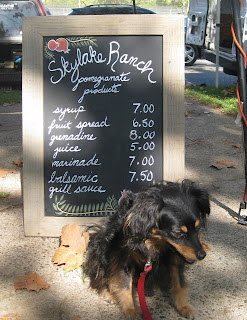 Skylake Ranch
pomegranate
products
syrup 7.00
fruit spread 6.50
grenadine 8.00
juice 5.00
marinade 7.00
balsamic 7.50
grill sauce